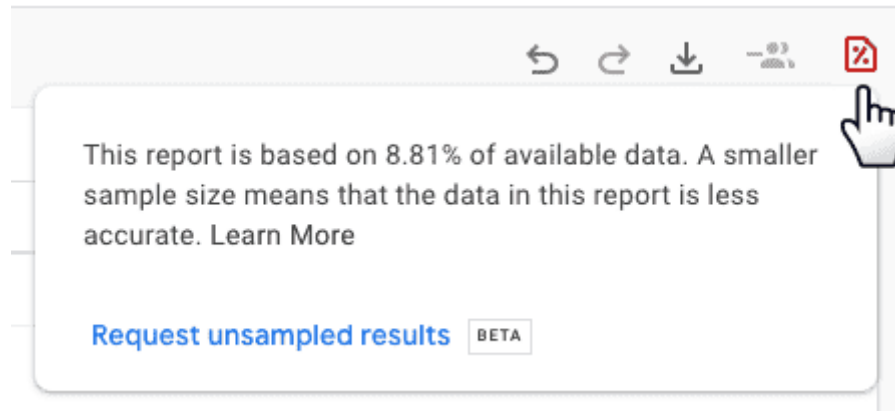 This report is based on 8.81% of available data. A smaller
sample size means that the data in this report is less
accurate. Learn More
Request unsampled results BETA